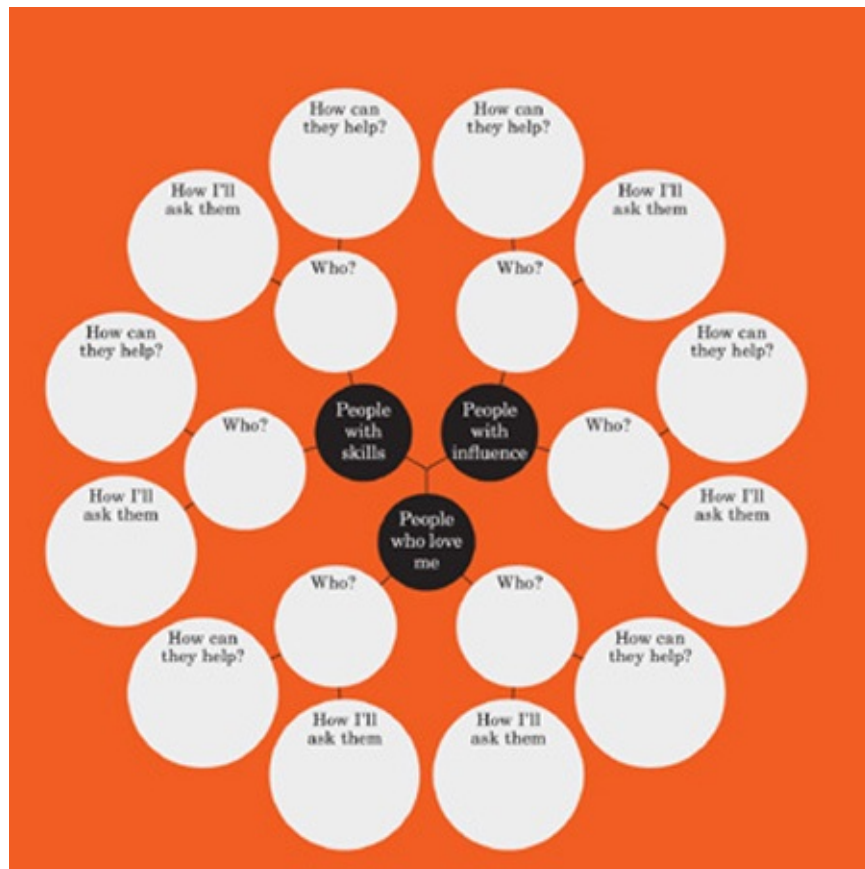 How can
they help?
How can
they help?
How I'll
ask them
How I'll
ask them
Who?
Who?
How can
they help?
How can
they help?
People
with
skills
People
with
influence
Who?
Who?
How I'll
ask them
How I'll
ask them
People
who love
me
Who?
Who?
How can
they help?
How can
they help?
How I'll
ask them
How I'll
ask them